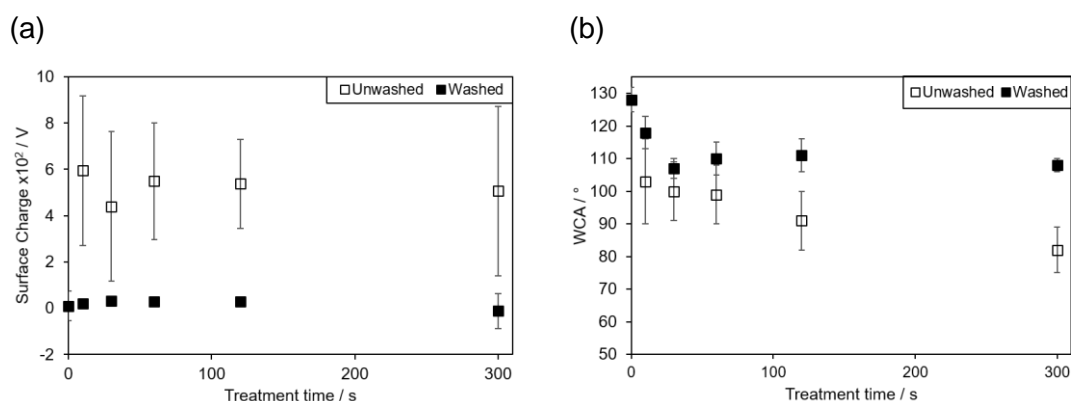 (a)
(b)
Unwashed Washed
10
8
6
4
2
0
-2
Surface Charge x10² / V
0 100 200 300
Treatment time / s
Unwashed Washed
130
120
110
100
90
80
70
60
50
WCA / °
0 100 200 300
Treatment time / s